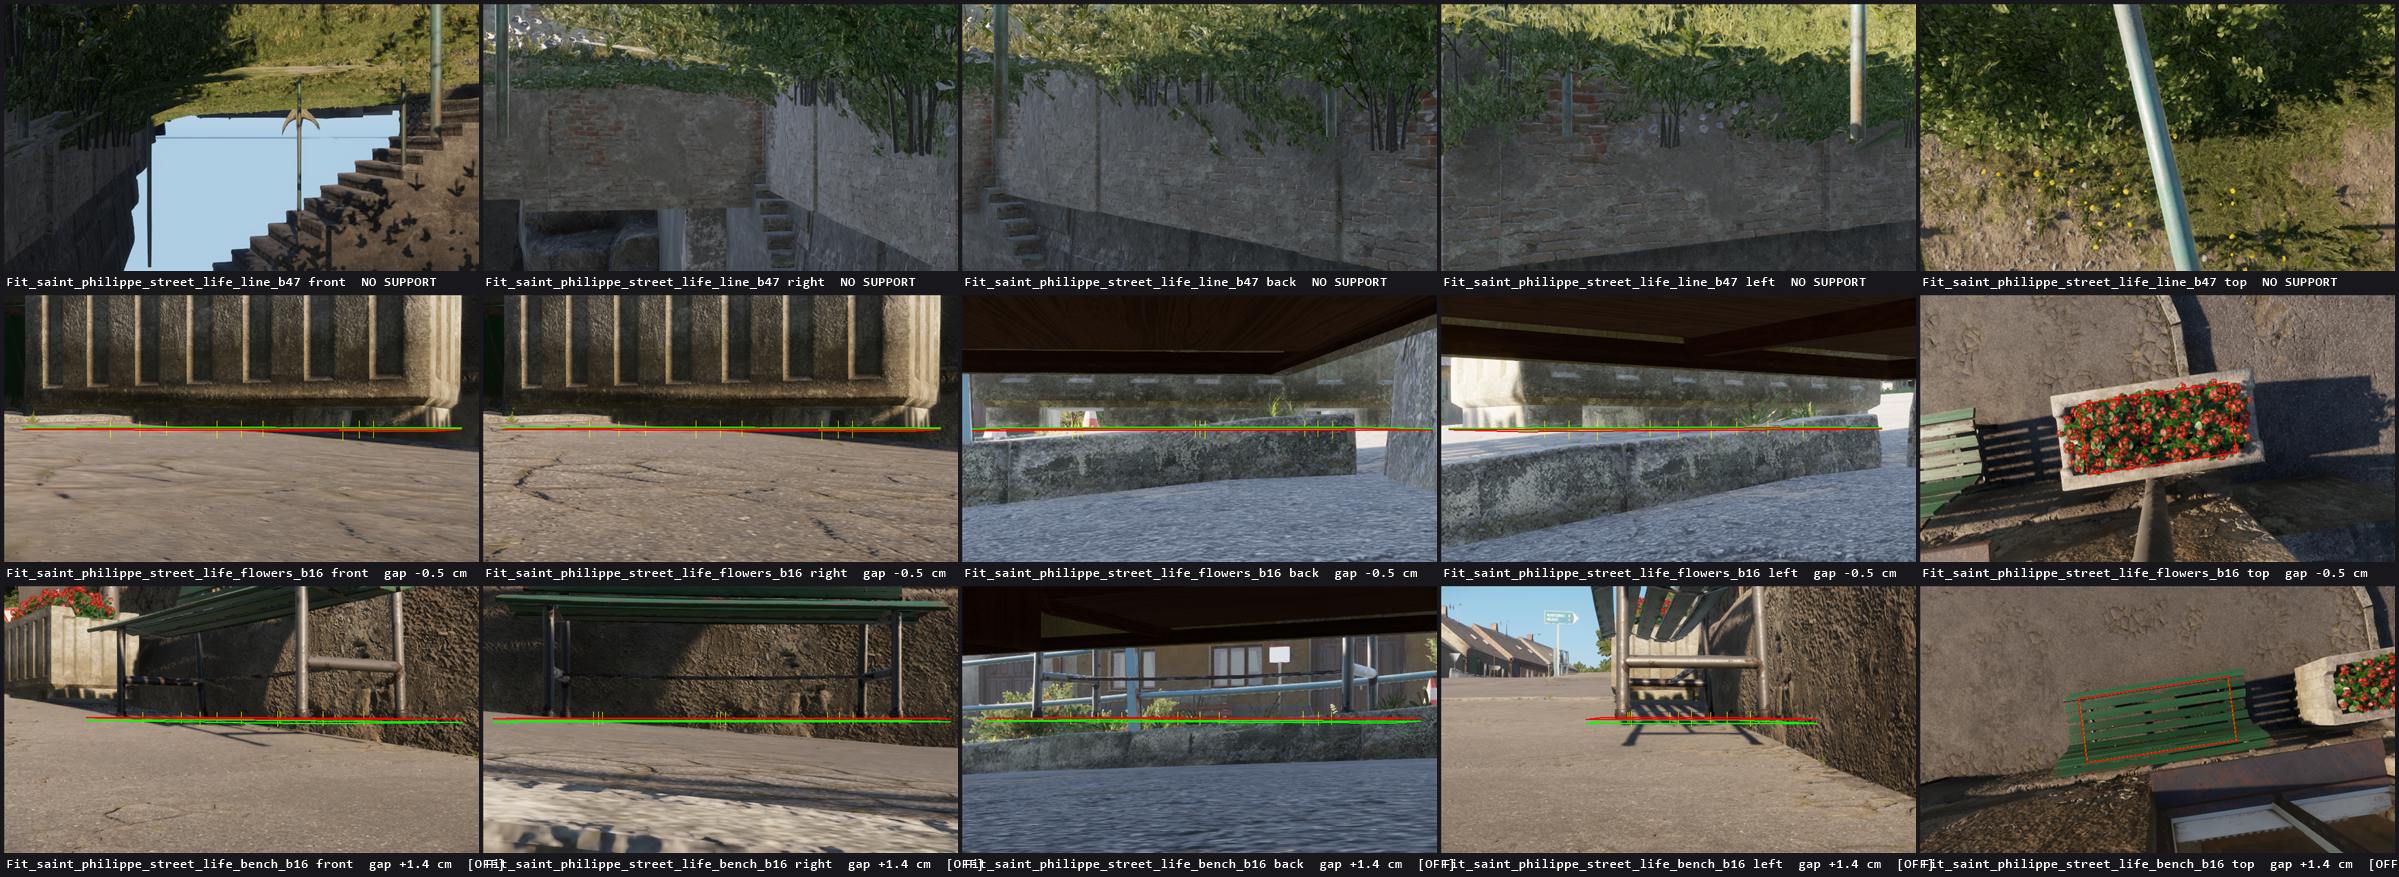 Fit_saint_philippe_street_life_line_b47 front  NO SUPPORT
Fit_saint_philippe_street_life_line_b47 right  NO SUPPORT
Fit_saint_philippe_street_life_line_b47 back  NO SUPPORT
Fit_saint_philippe_street_life_line_b47 left  NO SUPPORT
Fit_saint_philippe_street_life_line_b47 top  NO SUPPORT
Fit_saint_philippe_street_life_flowers_b16 front  gap -0.5 cm
Fit_saint_philippe_street_life_flowers_b16 right  gap -0.5 cm
Fit_saint_philippe_street_life_flowers_b16 back  gap -0.5 cm
Fit_saint_philippe_street_life_flowers_b16 left  gap -0.5 cm
Fit_saint_philippe_street_life_flowers_b16 top  gap -0.5 cm
Fit_saint_philippe_street_life_bench_b16 front  gap +1.4 cm  [OFF]
Fit_saint_philippe_street_life_bench_b16 right  gap +1.4 cm  [OFF]
Fit_saint_philippe_street_life_bench_b16 back  gap +1.4 cm  [OFF]
Fit_saint_philippe_street_life_bench_b16 left  gap +1.4 cm  [OFF]
Fit_saint_philippe_street_life_bench_b16 top  gap +1.4 cm  [OFF